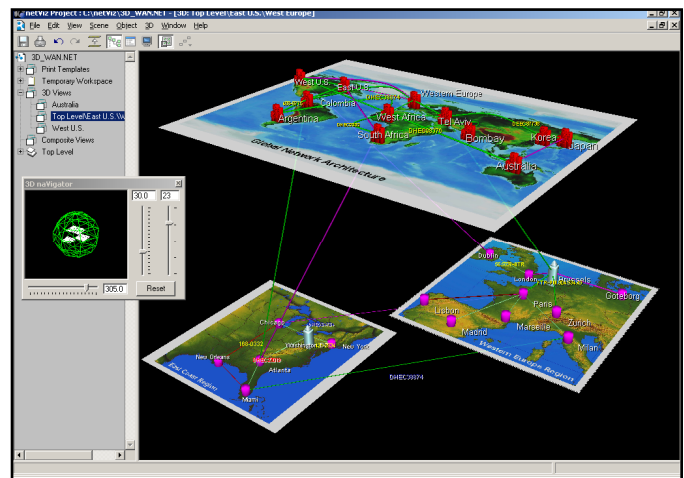 netViz Project : C:\netviz\3D_WAN.NET - [3D: Top Level\East U.S.\West Europe]
File Edit View Scene Object 3D Window Help
3D_WAN.NET
Print Templates
Temporary Workspace
3D Views
Australia
Top Level\East U.S.\W
West U.S.
Composite Views
Top Level
3D naVigator
30.0 23
305.0 Reset
West U.S.
East U.S.
Western Europe
Colombia
Argentina
West Africa
Tel Aviv
South Africa
Bombay
Korea
Japan
Australia
Global Network Architecture
Dublin
London
Brussels
Goteborg
Paris
Lisbon
Madrid
Marseille
Zurich
Milan
Western Europe Region
Chicago
Washington
New York
168-0332
New Orleans
Atlanta
Miami
East Coast Region
DHEC38874